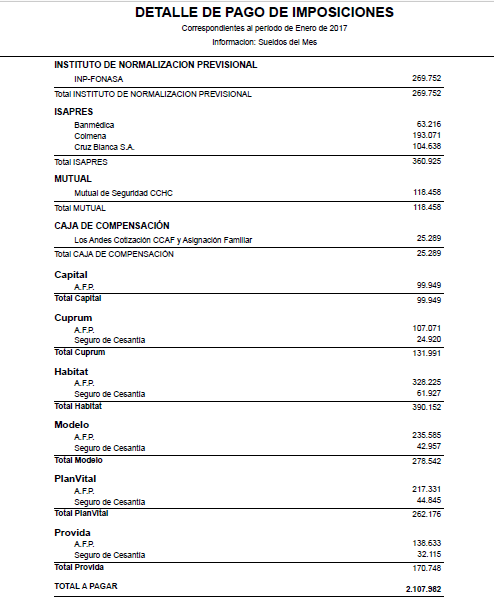 DETALLE DE PAGO DE IMPOSICIONES
Correspondientes al período de Enero de 2017
Informacion: Sueldos del Mes
INSTITUTO DE NORMALIZACION PREVISIONAL
INP-FONASA 269.752
Total INSTITUTO DE NORMALIZACION PREVISIONAL 269.752
ISAPRES
Banmédica 63.216
Colmena 193.071
Cruz Blanca S.A. 104.638
Total ISAPRES 360.925
MUTUAL
Mutual de Seguridad CCHC 118.458
Total MUTUAL 118.458
CAJA DE COMPENSACIÓN
Los Andes Cotización CCAF y Asignación Familiar 25.289
Total CAJA DE COMPENSACIÓN 25.289
Capital
A.F.P. 99.949
Total Capital 99.949
Cuprum
A.F.P. 107.071
Seguro de Cesantía 24.920
Total Cuprum 131.991
Habitat
A.F.P. 328.225
Seguro de Cesantía 61.927
Total Habitat 390.152
Modelo
A.F.P. 235.585
Seguro de Cesantía 42.957
Total Modelo 278.542
PlanVital
A.F.P. 217.331
Seguro de Cesantía 44.845
Total PlanVital 262.176
Provida
A.F.P. 138.633
Seguro de Cesantía 32.115
Total Provida 170.748
TOTAL A PAGAR 2.107.982